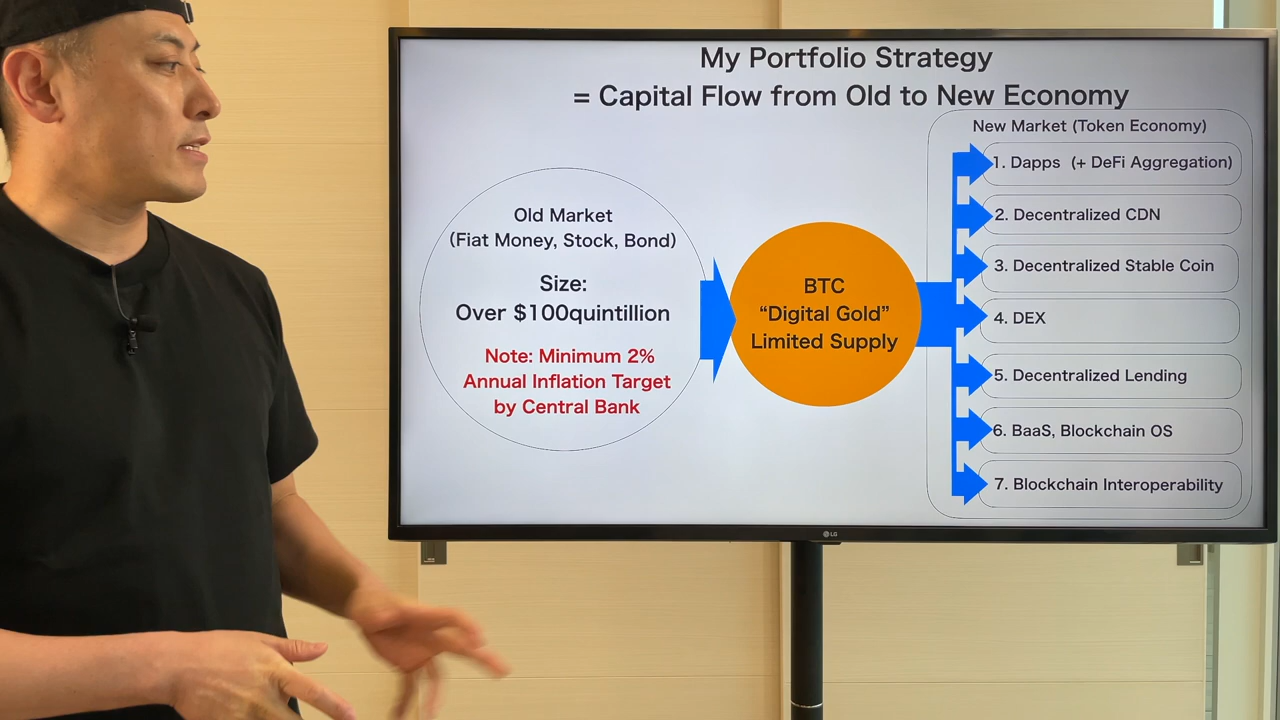 My Portfolio Strategy
= Capital Flow from Old to New Economy
Old Market
(Fiat Money, Stock, Bond)
Size:
Over $100quintillion
Note: Minimum 2%
Annual Inflation Target
by Central Bank
BTC
“Digital Gold”
Limited Supply
New Market (Token Economy)
1. Dapps (+ DeFi Aggregation)
2. Decentralized CDN
3. Decentralized Stable Coin
4. DEX
5. Decentralized Lending
6. BaaS, Blockchain OS
7. Blockchain Interoperability
LG